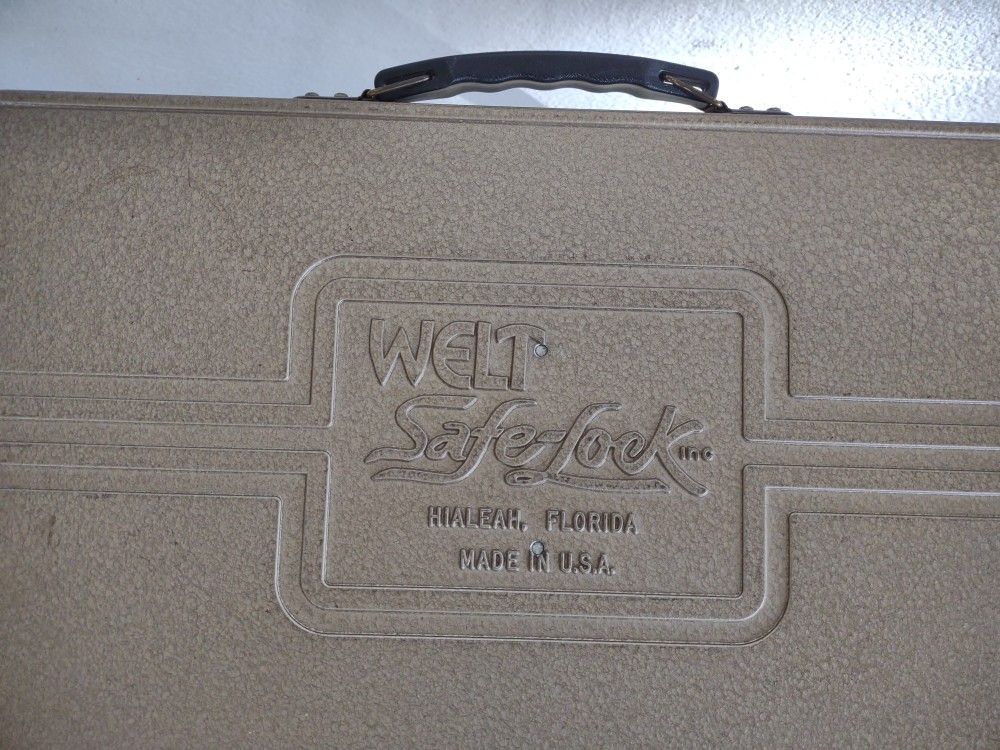 WELT
Safe-Lock Inc
HIALEAH, FLORIDA
MADE IN U.S.A.